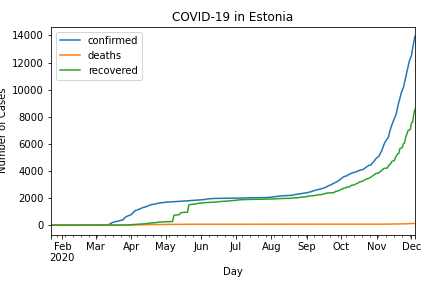 COVID-19 in Estonia
14000
12000
10000
8000
6000
4000
2000
0
Number of Cases
confirmed
deaths
recovered
Feb Mar Apr May Jun Jul Aug Sep Oct Nov Dec
2020
Day